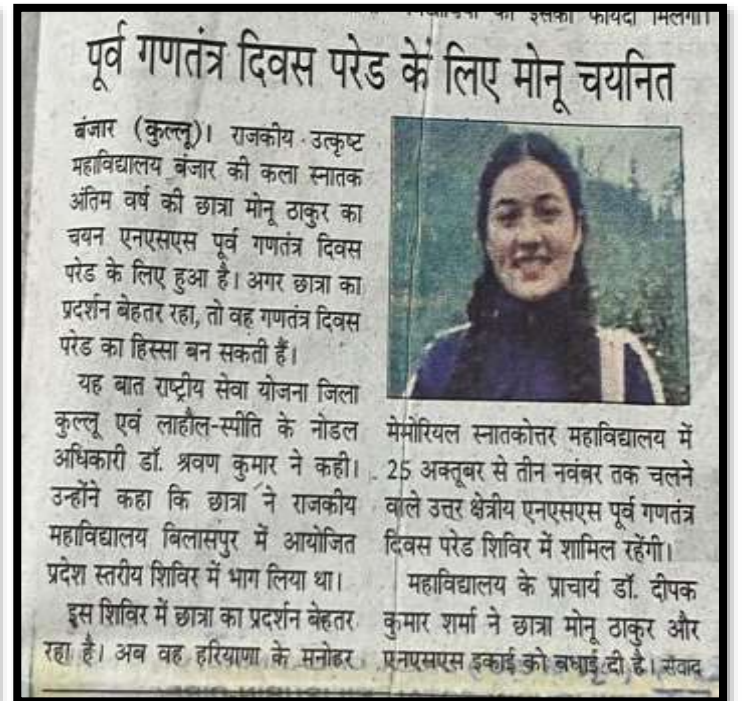 इसका फायदा मिलेगा।
पूर्व गणतंत्र दिवस परेड के लिए मोनू चयनित
बंजार (कुल्लू)। राजकीय उत्कृष्ट
महाविद्यालय बंजार की कला स्नातक
अंतिम वर्ष की छात्रा मोनू ठाकुर का
चयन एनएसएस पूर्व गणतंत्र दिवस
परेड के लिए हुआ है। अगर छात्रा का
प्रदर्शन बेहतर रहा, तो वह गणतंत्र दिवस
परेड का हिस्सा बन सकती हैं।
यह बात राष्ट्रीय सेवा योजना जिला
कुल्लू एवं लाहौल-स्पीति के नोडल
अधिकारी डॉ. श्रवण कुमार ने कही।
उन्होंने कहा कि छात्रा ने राजकीय
महाविद्यालय बिलासपुर में आयोजित
प्रदेश स्तरीय शिविर में भाग लिया था।
इस शिविर में छात्रा का प्रदर्शन बेहतर
रहा है। अब वह हरियाणा के मनोहर
मेमोरियल स्नातकोत्तर महाविद्यालय में
25 अक्तूबर से तीन नवंबर तक चलने
वाले उत्तर क्षेत्रीय एनएसएस पूर्व गणतंत्र
दिवस परेड शिविर में शामिल रहेंगी।
महाविद्यालय के प्राचार्य डॉ. दीपक
कुमार शर्मा ने छात्रा मोनू ठाकुर और
एनएसएस इकाई को बधाई दी है। संवाद